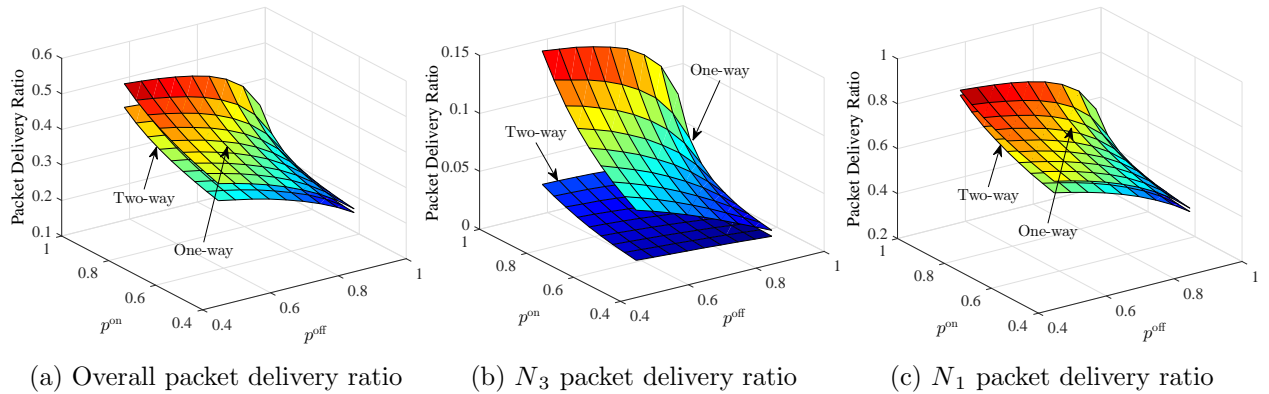 Packet Delivery Ratio
0.6
0.5
0.4
0.3
0.2
0.1
1
0.8
0.6
0.4
p^on
0.4
0.6
0.8
1
p^off
Two-way
One-way
(a) Overall packet delivery ratio
Packet Delivery Ratio
0.15
0.1
0.05
0
1
0.8
0.6
0.4
p^on
0.4
0.6
0.8
1
p^off
One-way
Two-way
(b) N_3 packet delivery ratio
Packet Delivery Ratio
1
0.8
0.6
0.4
0.2
1
0.8
0.6
0.4
p^on
0.4
0.6
0.8
1
p^off
Two-way
One-way
(c) N_1 packet delivery ratio